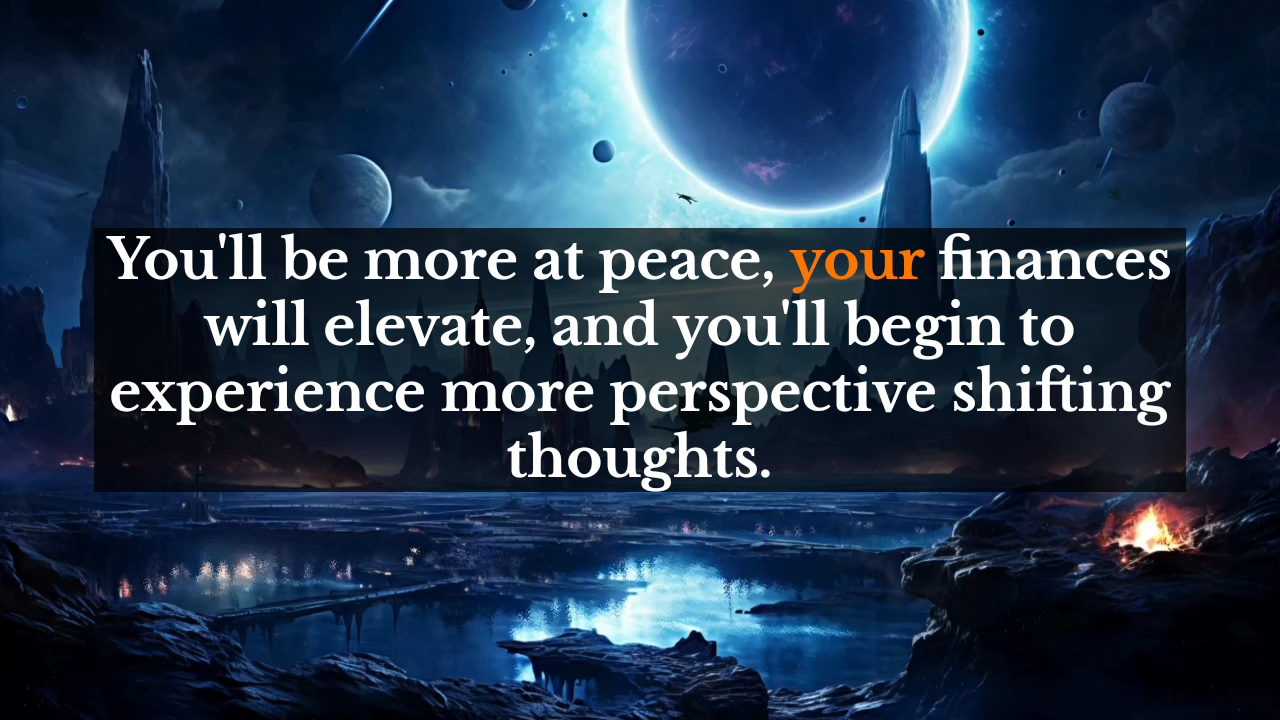 You'll be more at peace, your finances
will elevate, and you'll begin to
experience more perspective shifting
thoughts.